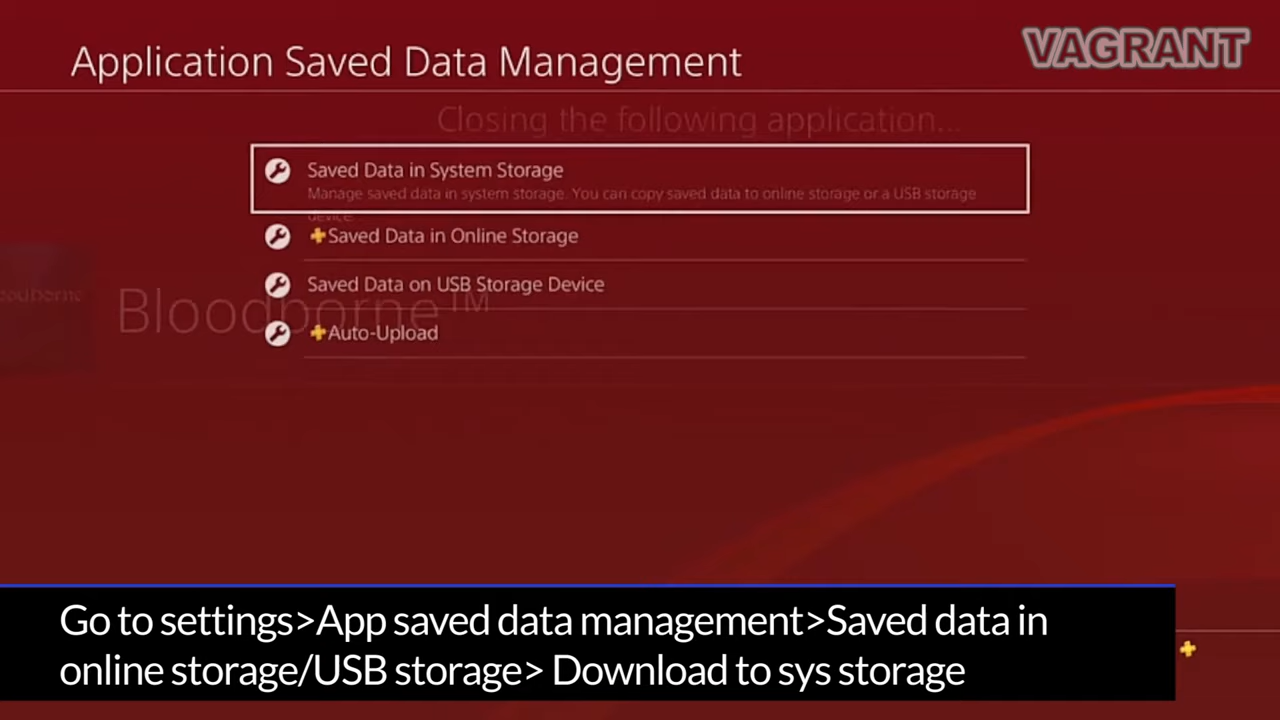 Application Saved Data Management
VAGRANT
Closing the following application...
Saved Data in System Storage
Manage saved data in system storage. You can copy saved data to online storage or a USB storage
device.
Saved Data in Online Storage
Saved Data on USB Storage Device
Bloodborne™
Auto-Upload
Go to settings>App saved data management>Saved data in
online storage/USB storage> Download to sys storage